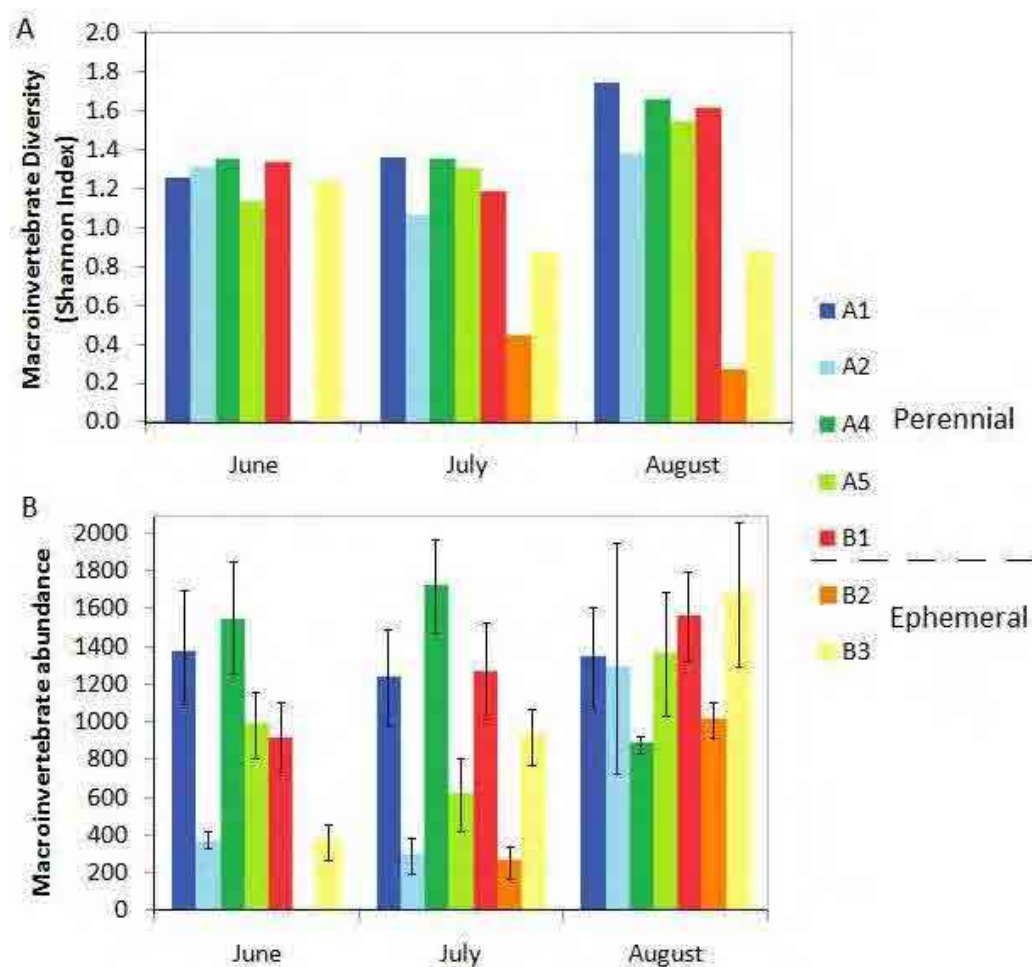 A
Macroinvertebrate Diversity
(Shannon Index)
2.0
1.8
1.6
1.4
1.2
1.0
0.8
0.6
0.4
0.2
0.0
June July August
B
Macroinvertebrate abundance
2000
1800
1600
1400
1200
1000
800
600
400
200
0
June July August
A1
A2
A4
A5
B1
Perennial
B2
B3
Ephemeral